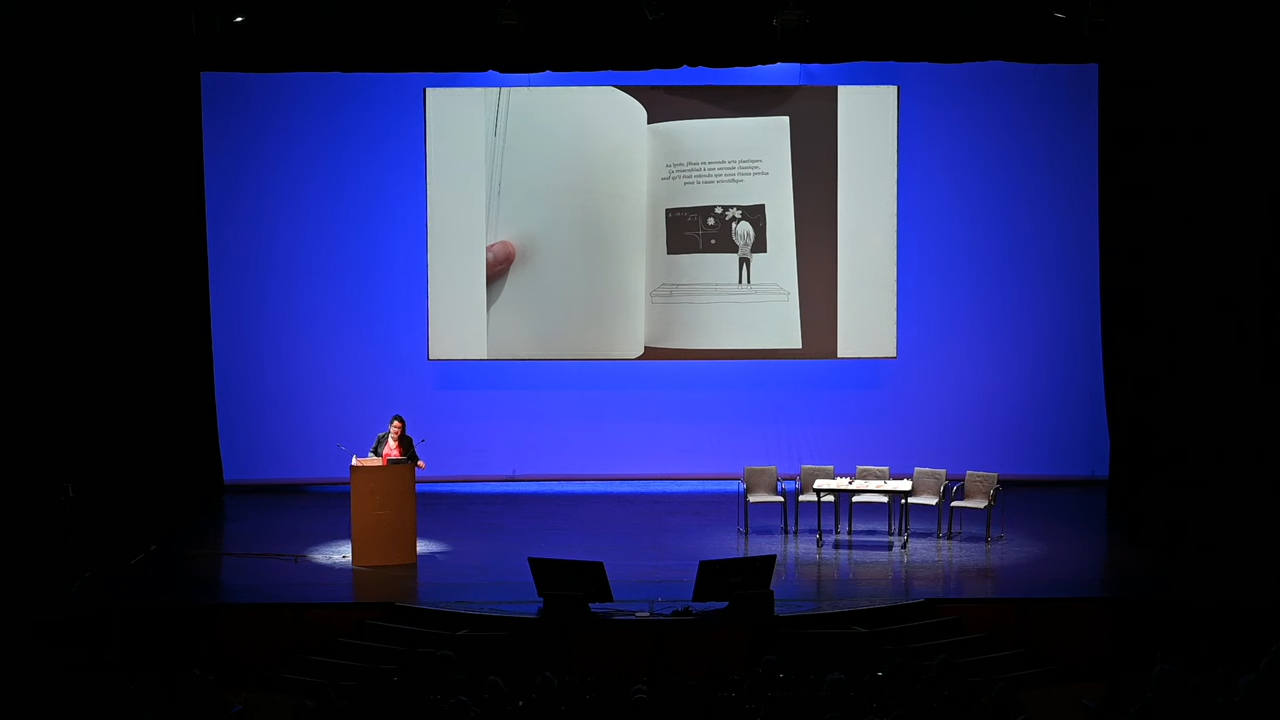 Au lycée, j'étais en seconde arts plastiques.
Ça ressemblait à une seconde classique,
sauf qu'il était entendu que nous étions perdus
pour la cause scientifique.